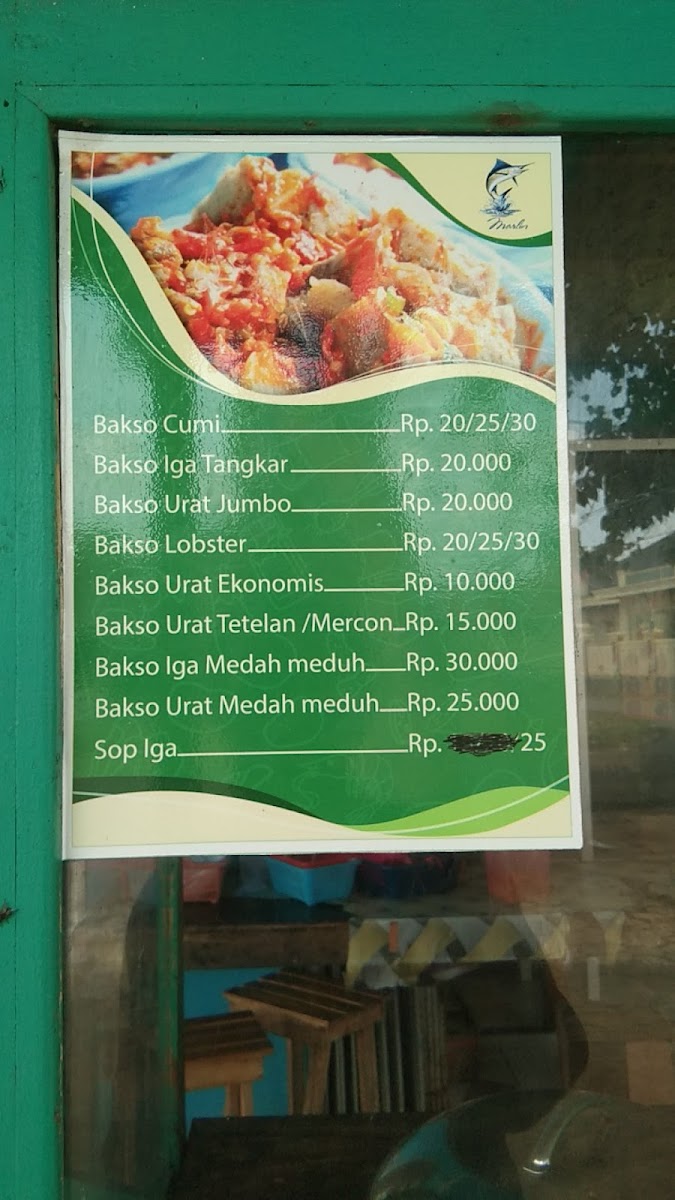 Marlin
Bakso Cumi Rp. 20/25/30
Bakso Iga Tangkar Rp. 20.000
Bakso Urat Jumbo Rp. 20.000
Bakso Lobster Rp. 20/25/30
Bakso Urat Ekonomis Rp. 10.000
Bakso Urat Tetelan /Mercon Rp. 15.000
Bakso Iga Medah meduh Rp. 30.000
Bakso Urat Medah meduh Rp. 25.000
Sop Iga Rp. 25